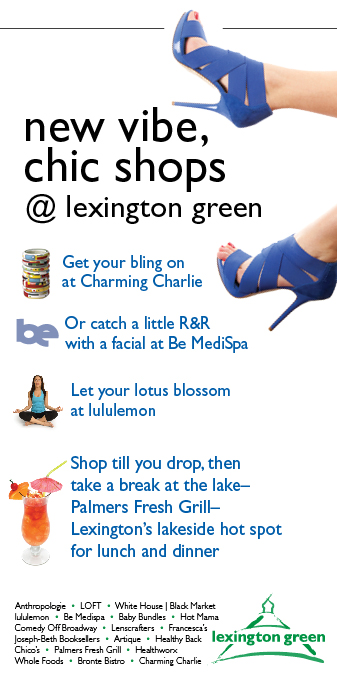 new vibe,
chic shops
@ lexington green
Get your bling on
at Charming Charlie
be
Or catch a little R&R
with a facial at Be MediSpa
Let your lotus blossom
at lululemon
Shop till you drop, then
take a break at the lake–
Palmers Fresh Grill–
Lexington's lakeside hot spot
for lunch and dinner
Anthropologie • LOFT • White House | Black Market
lululemon • Be Medispa • Baby Bundles • Hot Mama
Comedy Off Broadway • Lenscrafters • Francesca's
Joseph-Beth Booksellers • Artique • Healthy Back
Chico's • Palmers Fresh Grill • Healthworx
Whole Foods • Bronte Bistro • Charming Charlie
lexington green